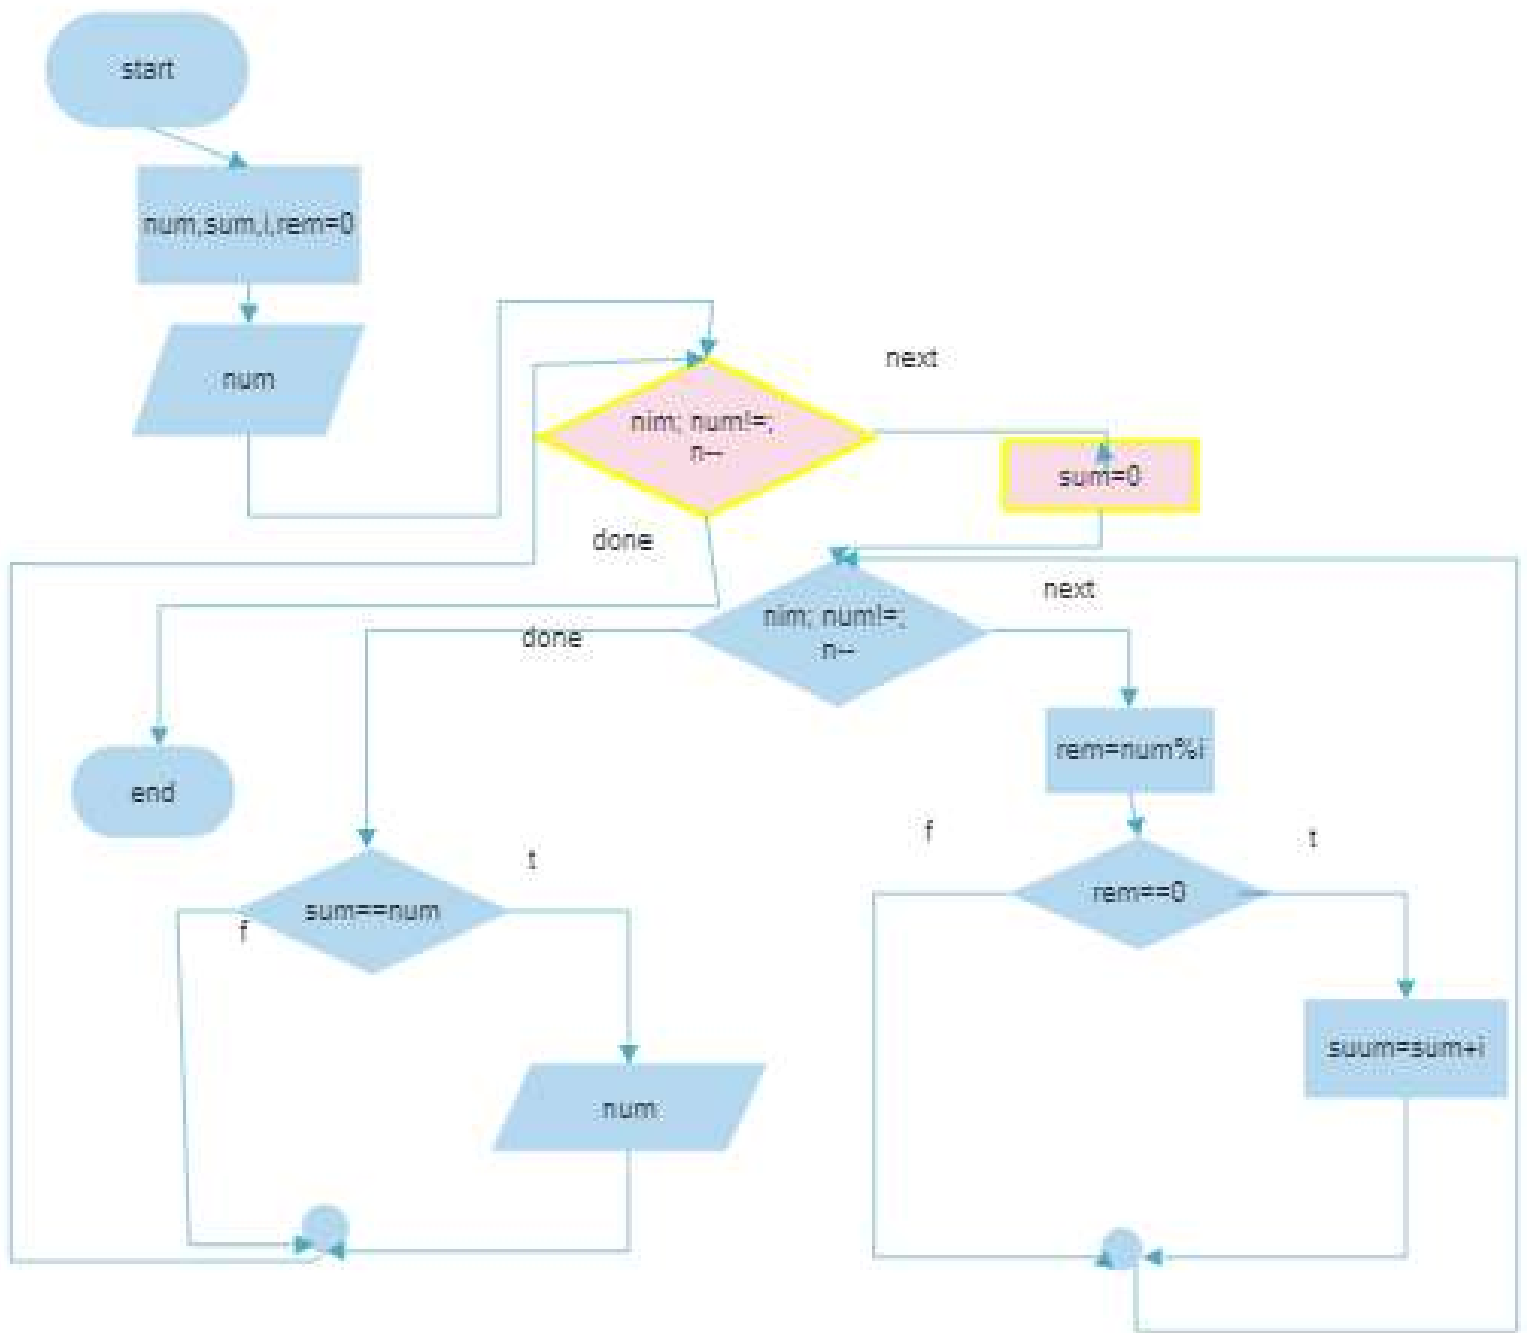 start
num,sum,i,rem=0
num
next
nim; num!=;
n--
sum=0
done
next
nim; num!=;
n--
done
rem=num%i
end
f
t
t
rem==0
sum==num
f
suum=sum+i
num